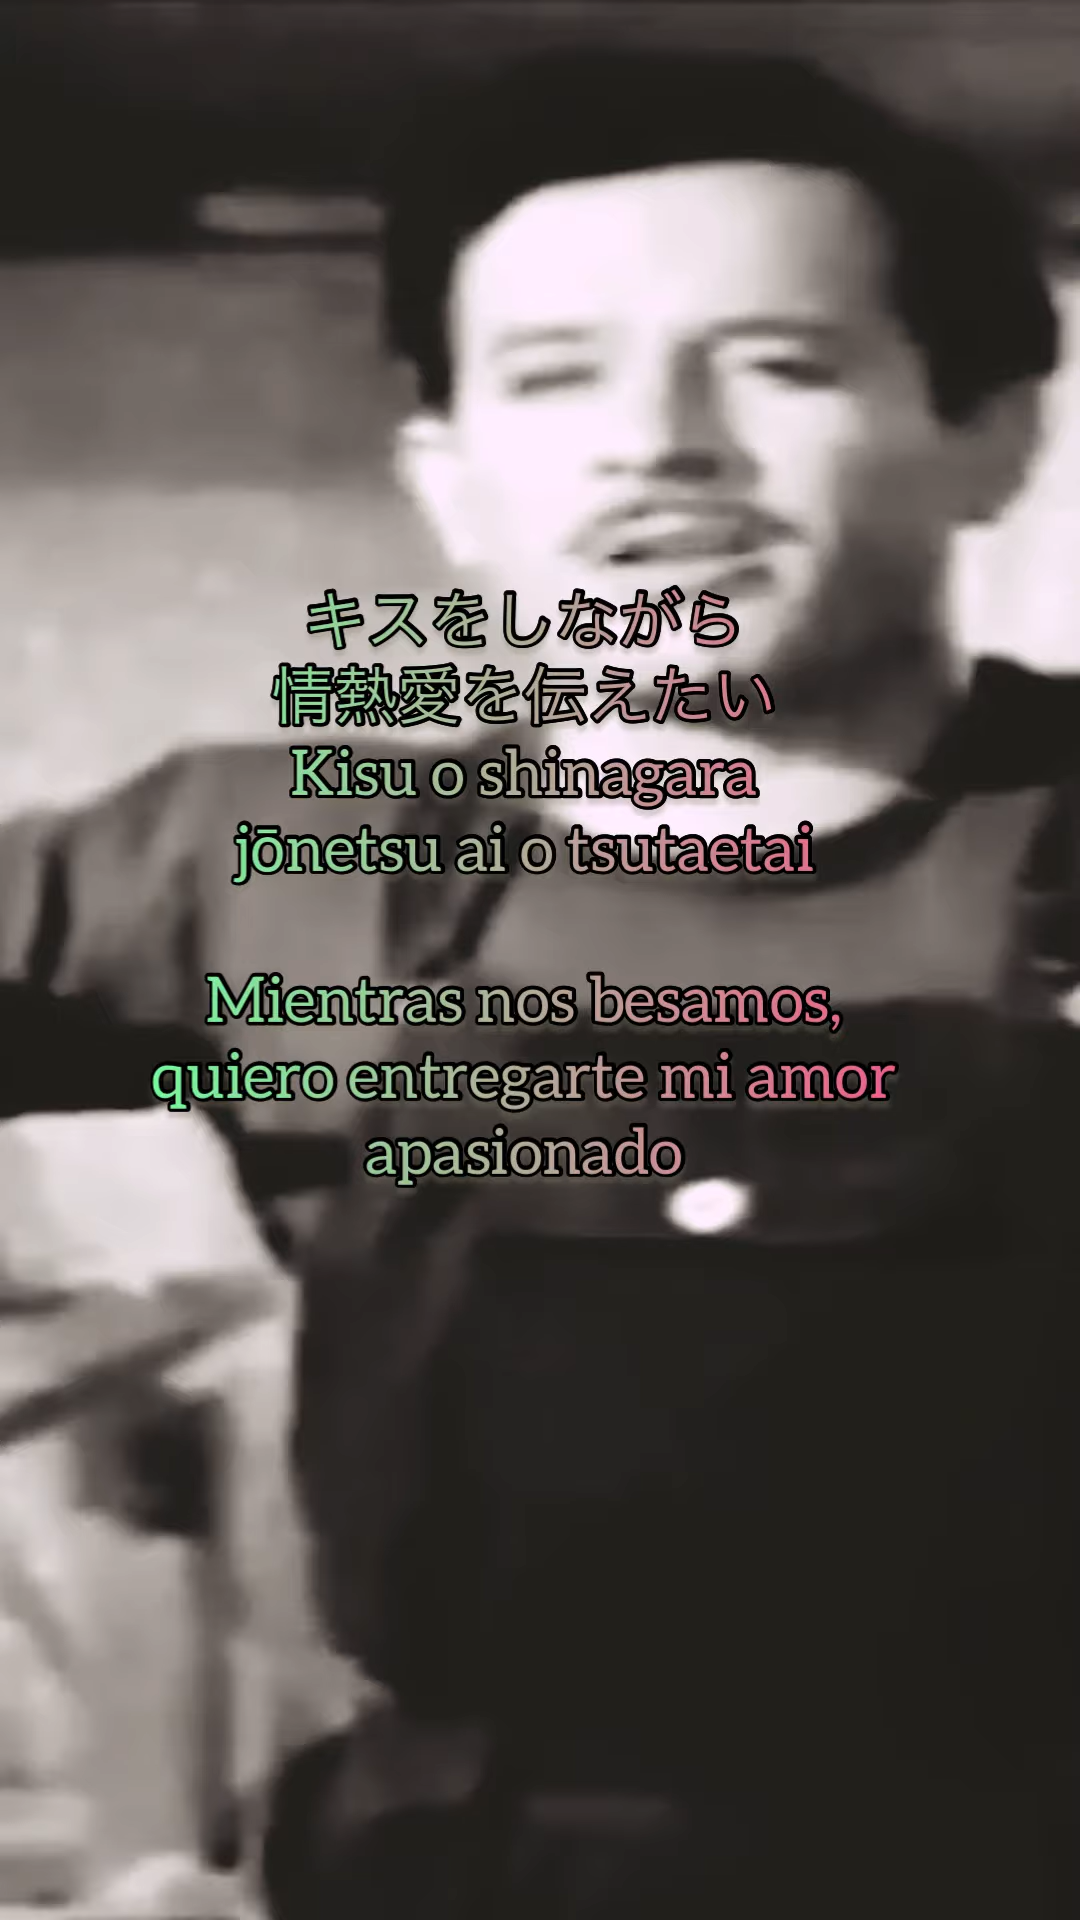 キスをしながら
情熱愛を伝えたい
Kisu o shinagara
jōnetsu ai o tsutaetai
Mientras nos besamos,
quiero entregarte mi amor
apasionado